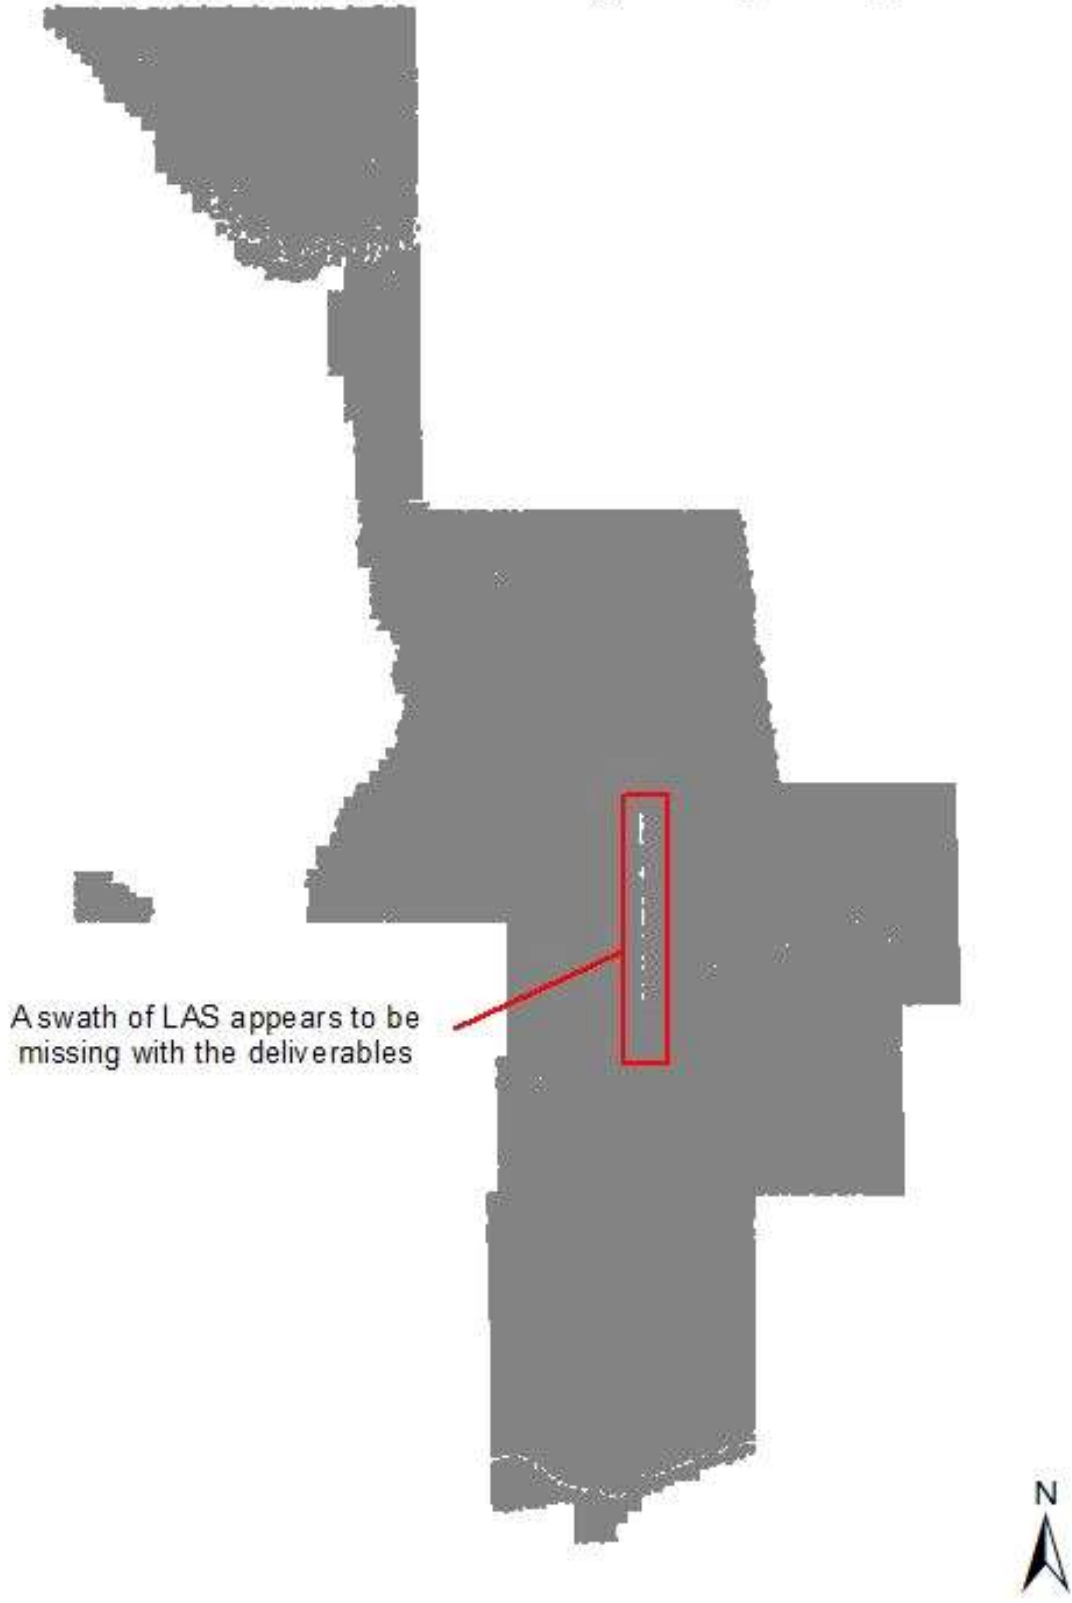 A swath of LAS appears to be
missing with the deliverables
N